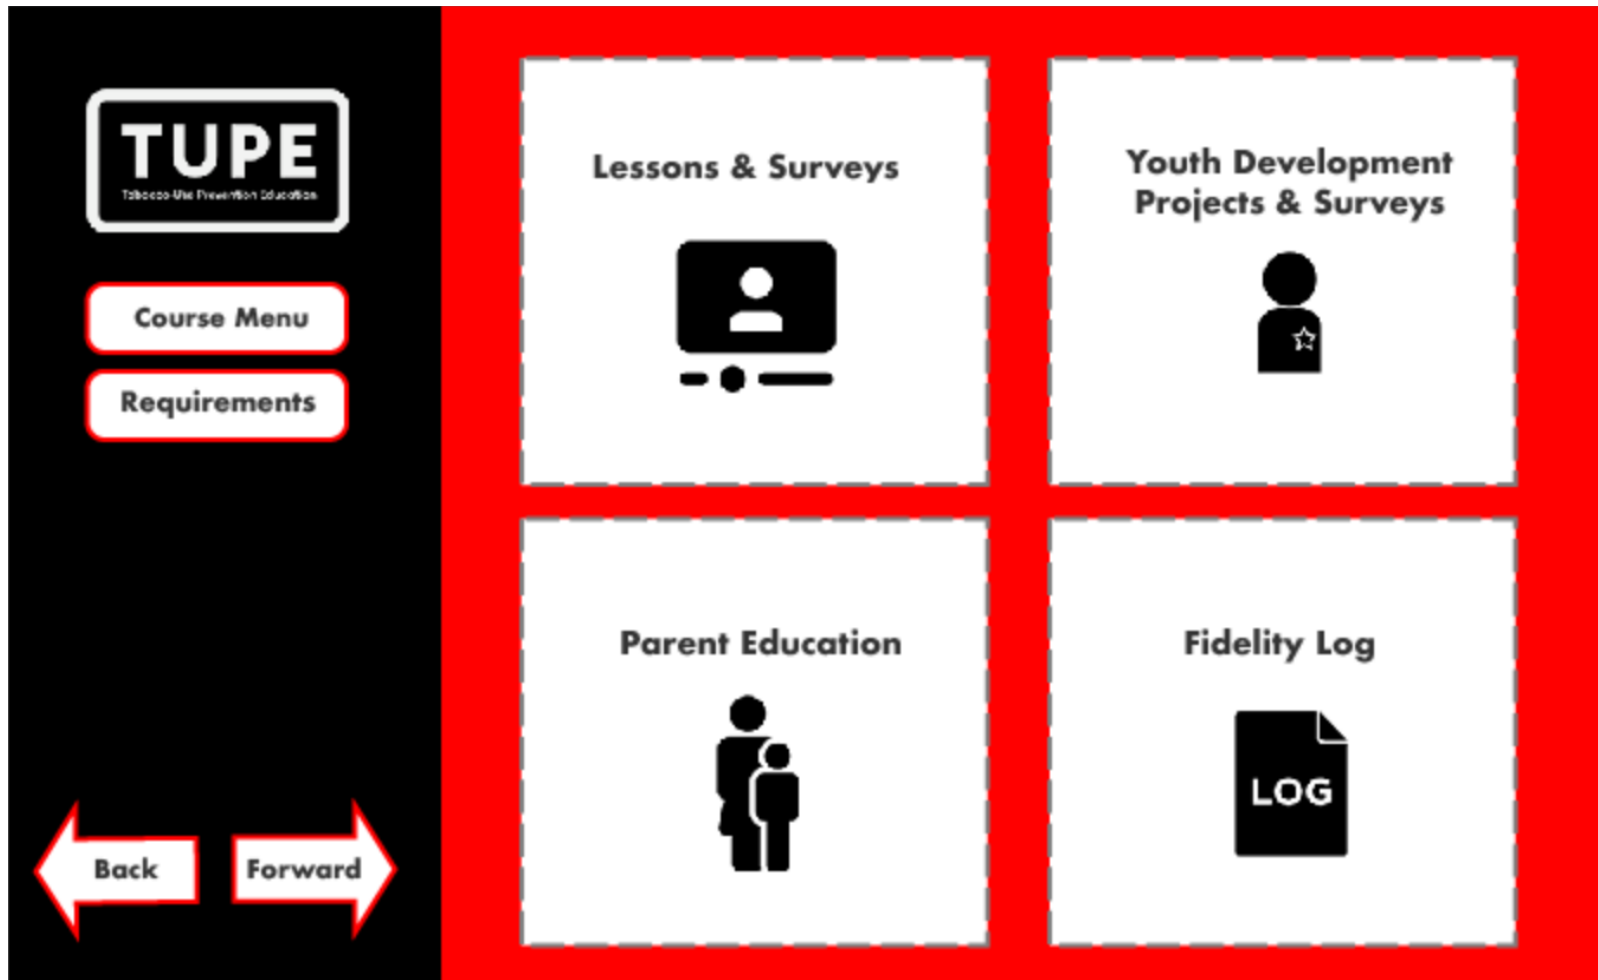 TUPE
Tobacco-Use Prevention Education
Course Menu
Requirements
Back
Forward
Lessons & Surveys
Youth Development
Projects & Surveys
Parent Education
Fidelity Log
LOG